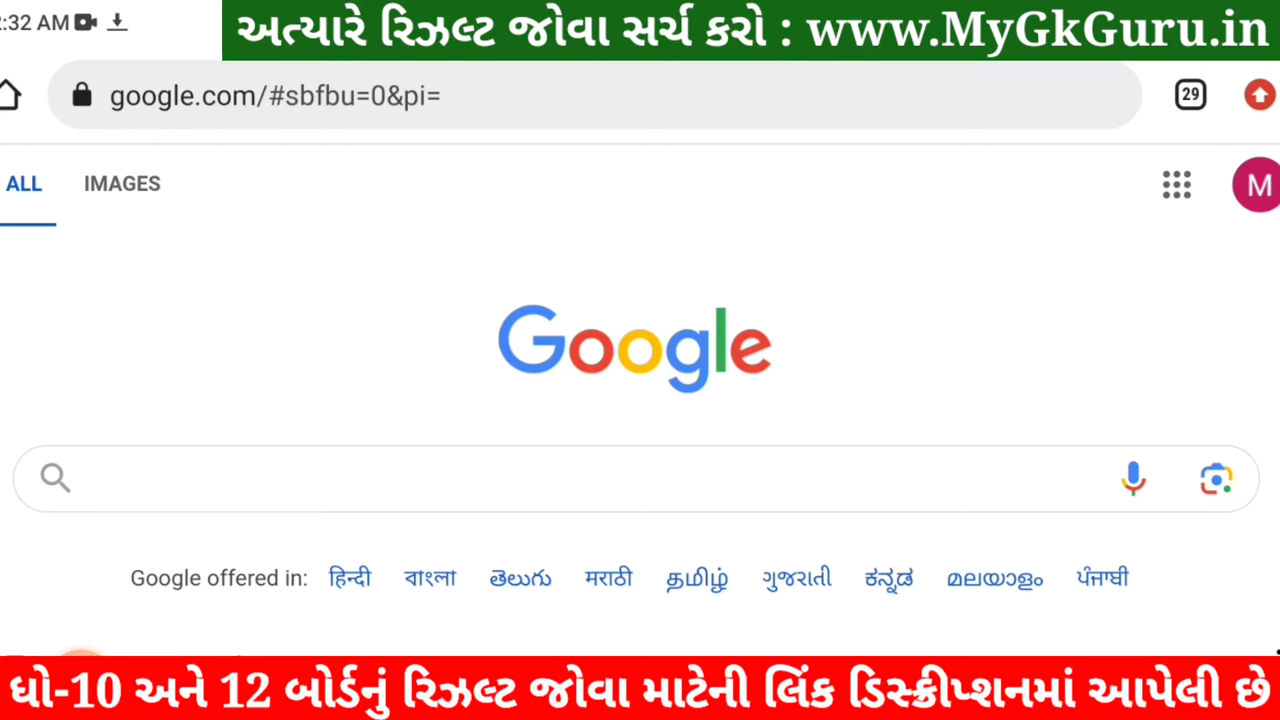 :32 AM
અત્યારે રિઝલ્ટ જોવા સર્ચ કરો : www.MyGkGuru.in
google.com/#sbfbu=0&pi=
29
ALL IMAGES
M
Google
Google offered in: हिन्दी বাংলা తెలుగు मराठी தமிழ் ગુજરાતી ಕನ್ನಡ മലയാളം ਪੰਜਾਬੀ
ધો-10 અને 12 બોર્ડનું રિઝલ્ટ જોવા માટેની લિંક ડિસ્ક્રીપ્શનમાં આપેલી છે